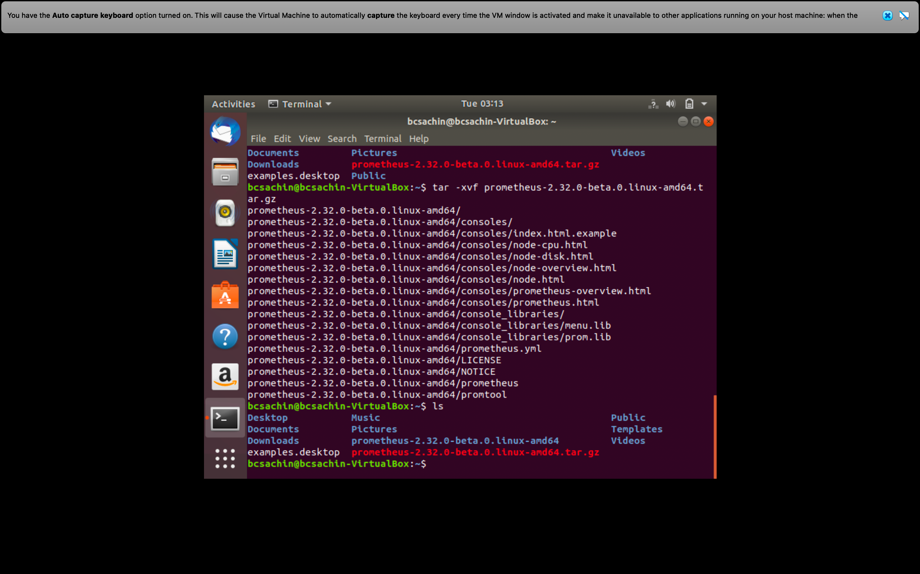 You have the Auto capture keyboard option turned on. This will cause the Virtual Machine to automatically capture the keyboard every time the VM window is activated and make it unavailable to other applications running on your host machine: when the
Activities Terminal Tue 03:13
bcsachin@bcsachin-VirtualBox: ~
File Edit View Search Terminal Help
Documents Pictures Videos
Downloads prometheus-2.32.0-beta.0.linux-amd64.tar.gz
examples.desktop Public
bcsachin@bcsachin-VirtualBox:~$ tar -xvf prometheus-2.32.0-beta.0.linux-amd64.t
ar.gz
prometheus-2.32.0-beta.0.linux-amd64/
prometheus-2.32.0-beta.0.linux-amd64/consoles/
prometheus-2.32.0-beta.0.linux-amd64/consoles/index.html.example
prometheus-2.32.0-beta.0.linux-amd64/consoles/node-cpu.html
prometheus-2.32.0-beta.0.linux-amd64/consoles/node-disk.html
prometheus-2.32.0-beta.0.linux-amd64/consoles/node-overview.html
prometheus-2.32.0-beta.0.linux-amd64/consoles/node.html
prometheus-2.32.0-beta.0.linux-amd64/consoles/prometheus-overview.html
prometheus-2.32.0-beta.0.linux-amd64/consoles/prometheus.html
prometheus-2.32.0-beta.0.linux-amd64/console_libraries/
prometheus-2.32.0-beta.0.linux-amd64/console_libraries/menu.lib
prometheus-2.32.0-beta.0.linux-amd64/console_libraries/prom.lib
prometheus-2.32.0-beta.0.linux-amd64/prometheus.yml
prometheus-2.32.0-beta.0.linux-amd64/LICENSE
prometheus-2.32.0-beta.0.linux-amd64/NOTICE
prometheus-2.32.0-beta.0.linux-amd64/prometheus
prometheus-2.32.0-beta.0.linux-amd64/promtool
bcsachin@bcsachin-VirtualBox:~$ ls
Desktop Music Public
Documents Pictures Templates
Downloads prometheus-2.32.0-beta.0.linux-amd64 Videos
examples.desktop prometheus-2.32.0-beta.0.linux-amd64.tar.gz
bcsachin@bcsachin-VirtualBox:~$